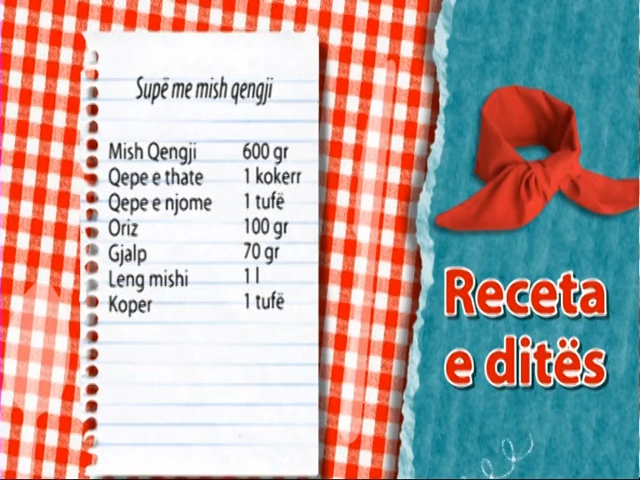 Supë me mish qengji
Mish Qengji 600 gr
Qepe e thate 1 kokerr
Qepe e njome 1 tufë
Oriz 100 gr
Gjalp 70 gr
Leng mishi 1 l
Koper 1 tufë
Receta
e ditës